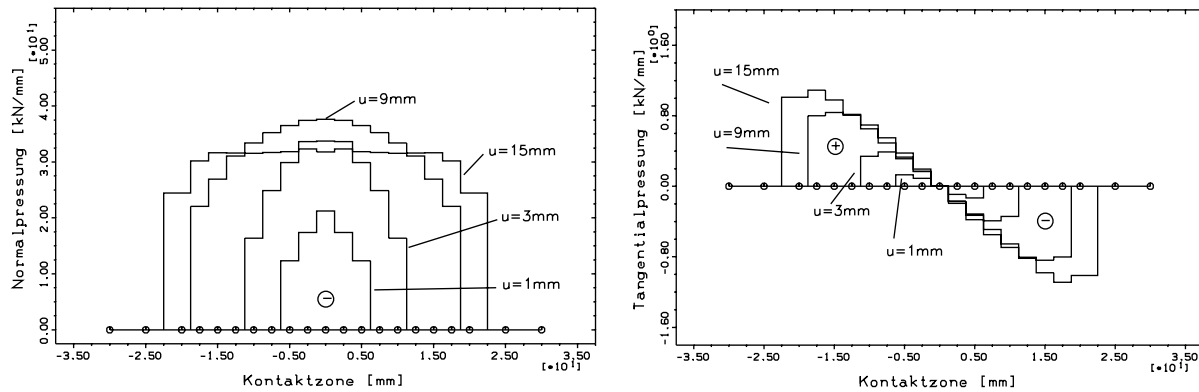 Normalpressung [kN/mm]
[*10¹]
0.00 1.00 2.00 3.00 4.00 5.00
u=9mm
u=15mm
u=3mm
u=1mm
−
-3.50 -2.50 -1.50 -0.50 0.50 1.50 2.50 3.50
[*10¹]
Kontaktzone [mm]
Tangentialpressung [kN/mm]
[*10⁰]
-1.60 -0.80 0.00 0.80 1.60
u=15mm
u=9mm
+
u=3mm
u=1mm
−
-3.50 -2.50 -1.50 -0.50 0.50 1.50 2.50 3.50
[*10¹]
Kontaktzone [mm]